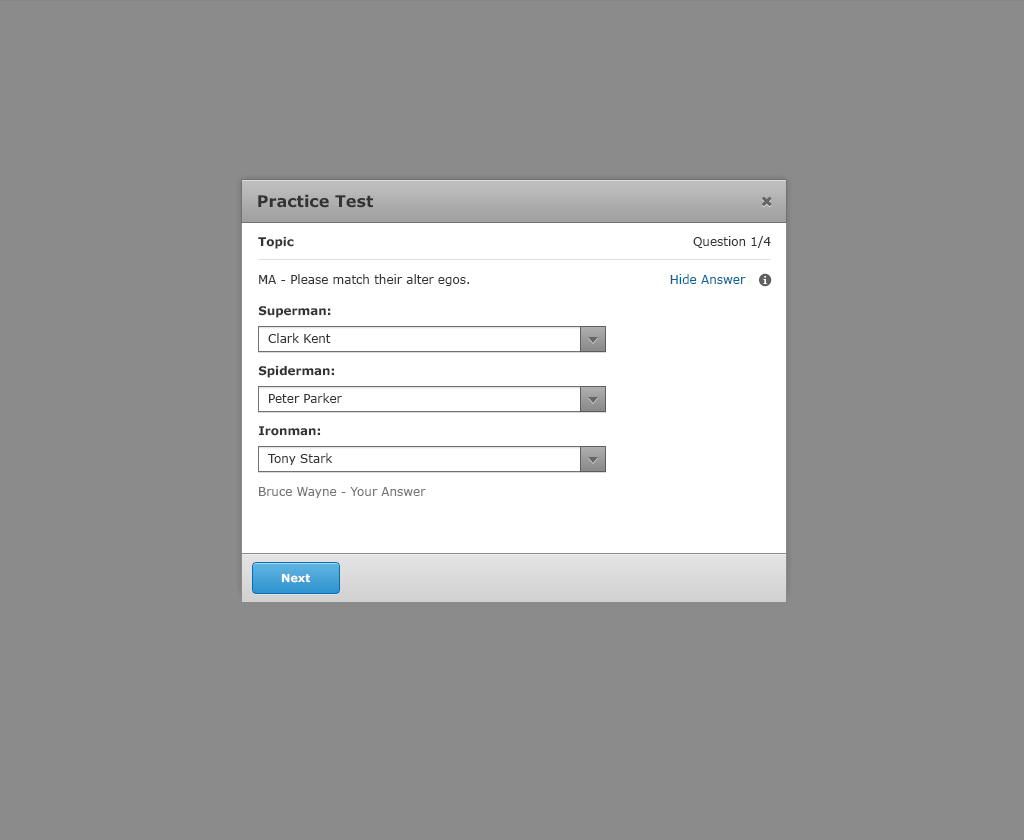 Practice Test
Topic
Question 1/4
MA - Please match their alter egos.
Hide Answer
Superman:
Clark Kent
Spiderman:
Peter Parker
Ironman:
Tony Stark
Bruce Wayne - Your Answer
Next